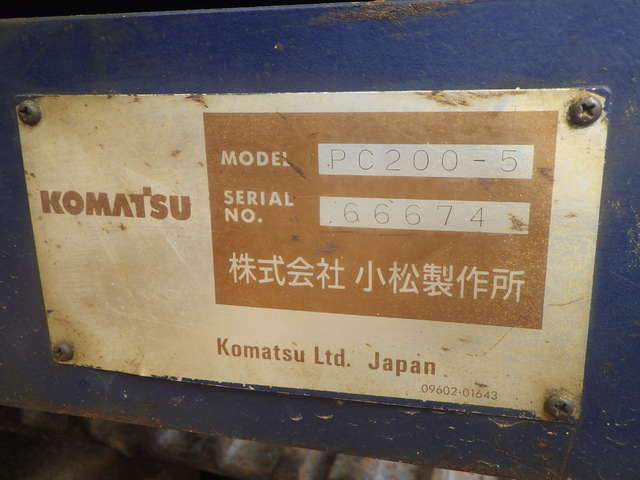 KOMATSU
MODEL PC200-5
SERIAL NO. 66674
株式会社 小松製作所
Komatsu Ltd. Japan
09602-01643